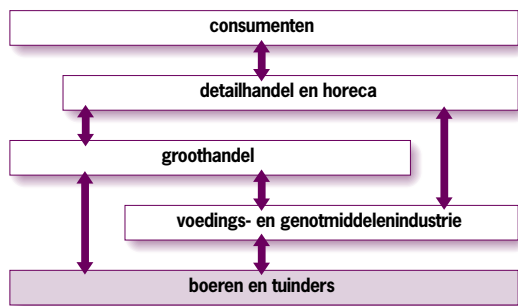 consumenten
detailhandel en horeca
groothandel
voedings- en genotmiddelenindustrie
boeren en tuinders